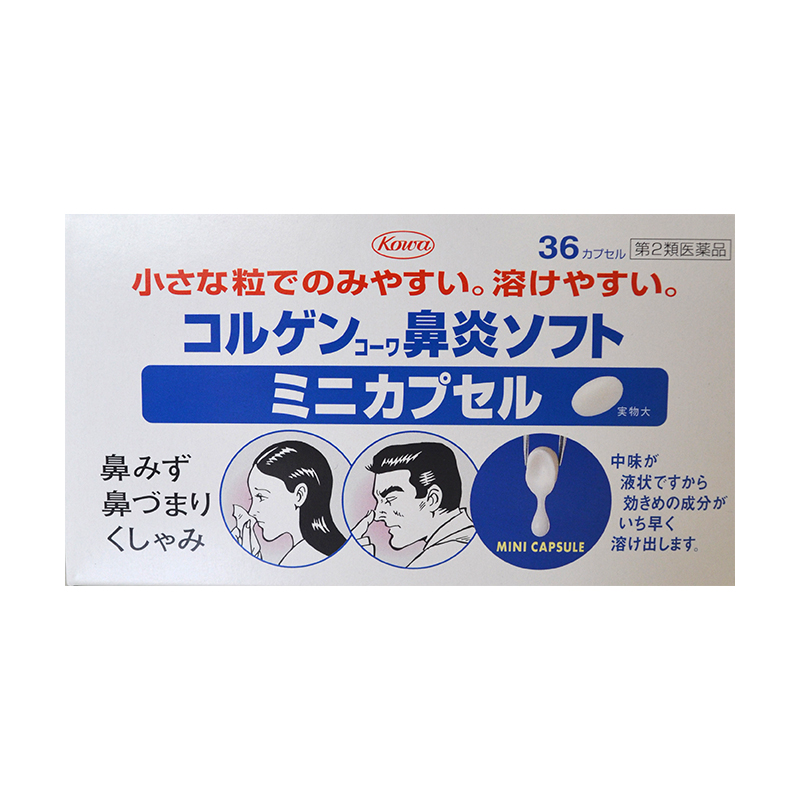 Kowa
36カプセル 第2類医薬品
小さな粒でのみやすい。溶けやすい。
コルゲンコーワ鼻炎ソフト
ミニカプセル
実物大
鼻みず
鼻づまり
くしゃみ
MINI CAPSULE
中味が
液状ですから
効きめの成分が
いち早く
溶け出します。